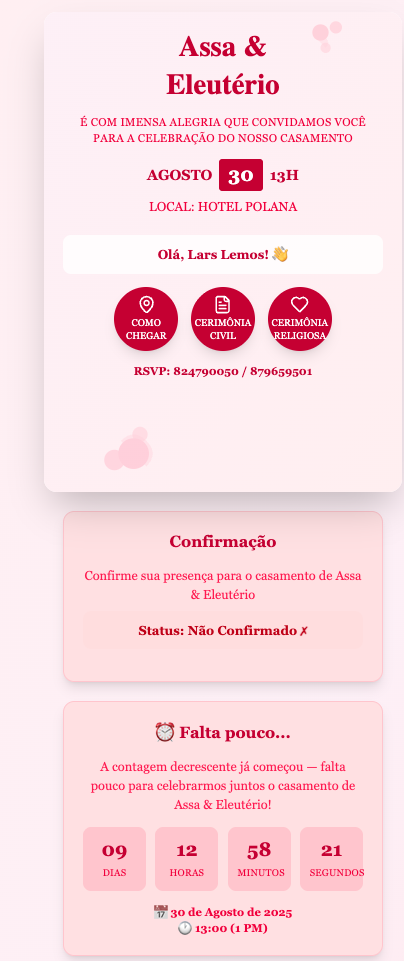 Assa &
Eleutério
É COM IMENSA ALEGRIA QUE CONVIDAMOS VOCÊ
PARA A CELEBRAÇÃO DO NOSSO CASAMENTO
AGOSTO 30 13H
LOCAL: HOTEL POLANA
Olá, Lars Lemos! 👋
COMO
CHEGAR
CERIMÔNIA
CIVIL
CERIMÔNIA
RELIGIOSA
RSVP: 824790050 / 879659501
Confirmação
Confirme sua presença para o casamento de Assa
& Eleutério
Status: Não Confirmado ✗
⏰ Falta pouco...
A contagem decrescente já começou — falta
pouco para celebrarmos juntos o casamento de
Assa & Eleutério!
09 12 58 21
DIAS HORAS MINUTOS SEGUNDOS
📅 30 de Agosto de 2025
🕐 13:00 (1 PM)